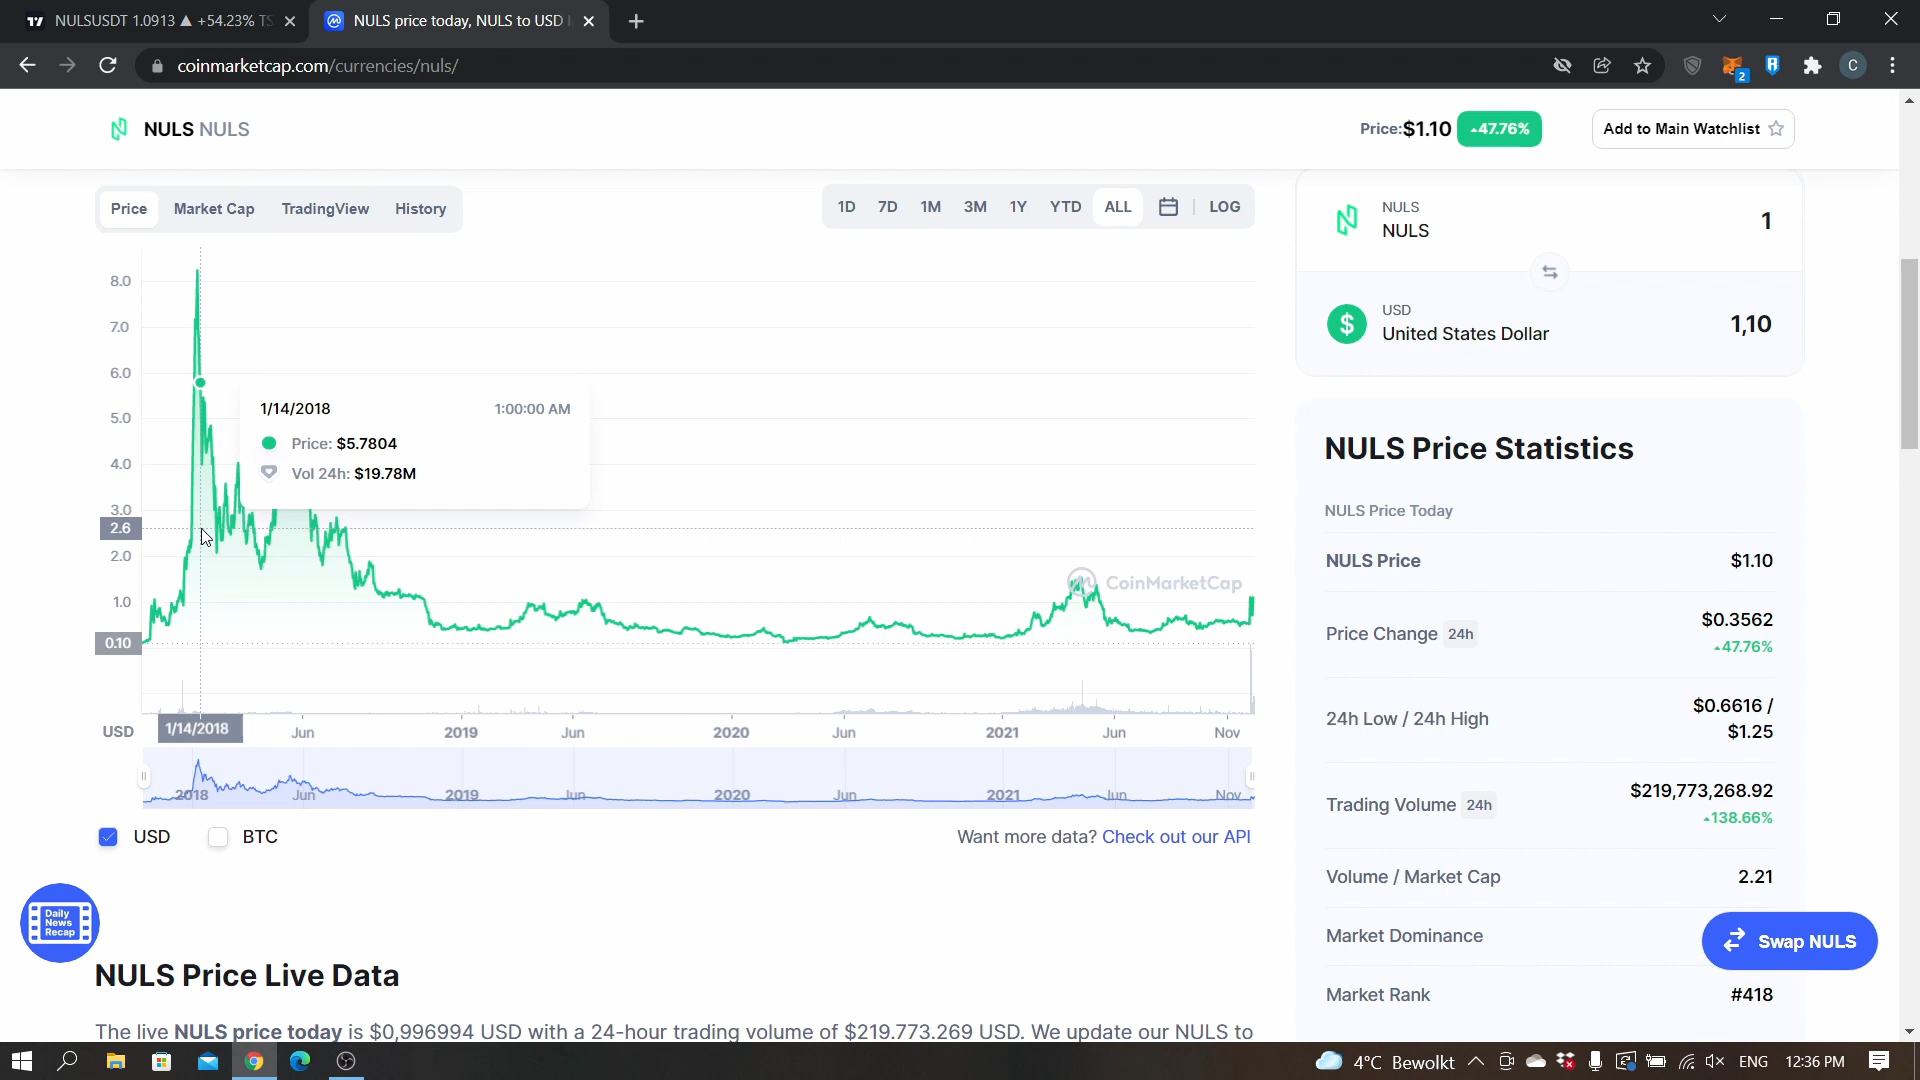 NULSUSDT 1.0913 ▲ +54.23% TS
NULS price today, NULS to USD
coinmarketcap.com/currencies/nuls/
2
C
NULS NULS
Price:$1.10 47.76%
Add to Main Watchlist
Price Market Cap TradingView History
1D 7D 1M 3M 1Y YTD ALL LOG
8.0
7.0
6.0
5.0
4.0
3.0
2.6
2.0
1.0
0.10
1/14/2018 1:00:00 AM
Price: $5.7804
Vol 24h: $19.78M
CoinMarketCap
USD 1/14/2018 Jun 2019 Jun 2020 Jun 2021 Jun Nov
2018 Jun 2019 Jun 2020 Jun 2021 Jun Nov
USD BTC
Want more data? Check out our API
Daily
News
Recap
NULS Price Live Data
The live NULS price today is $0,996994 USD with a 24-hour trading volume of $219.773.269 USD. We update our NULS to
NULS
NULS
1
USD
United States Dollar
1,10
NULS Price Statistics
NULS Price Today
NULS Price $1.10
Price Change 24h $0.3562
47.76%
24h Low / 24h High $0.6616 /
$1.25
Trading Volume 24h $219,773,268.92
138.66%
Volume / Market Cap 2.21
Market Dominance
Swap NULS
Market Rank #418
4°C Bewolkt ENG 12:36 PM